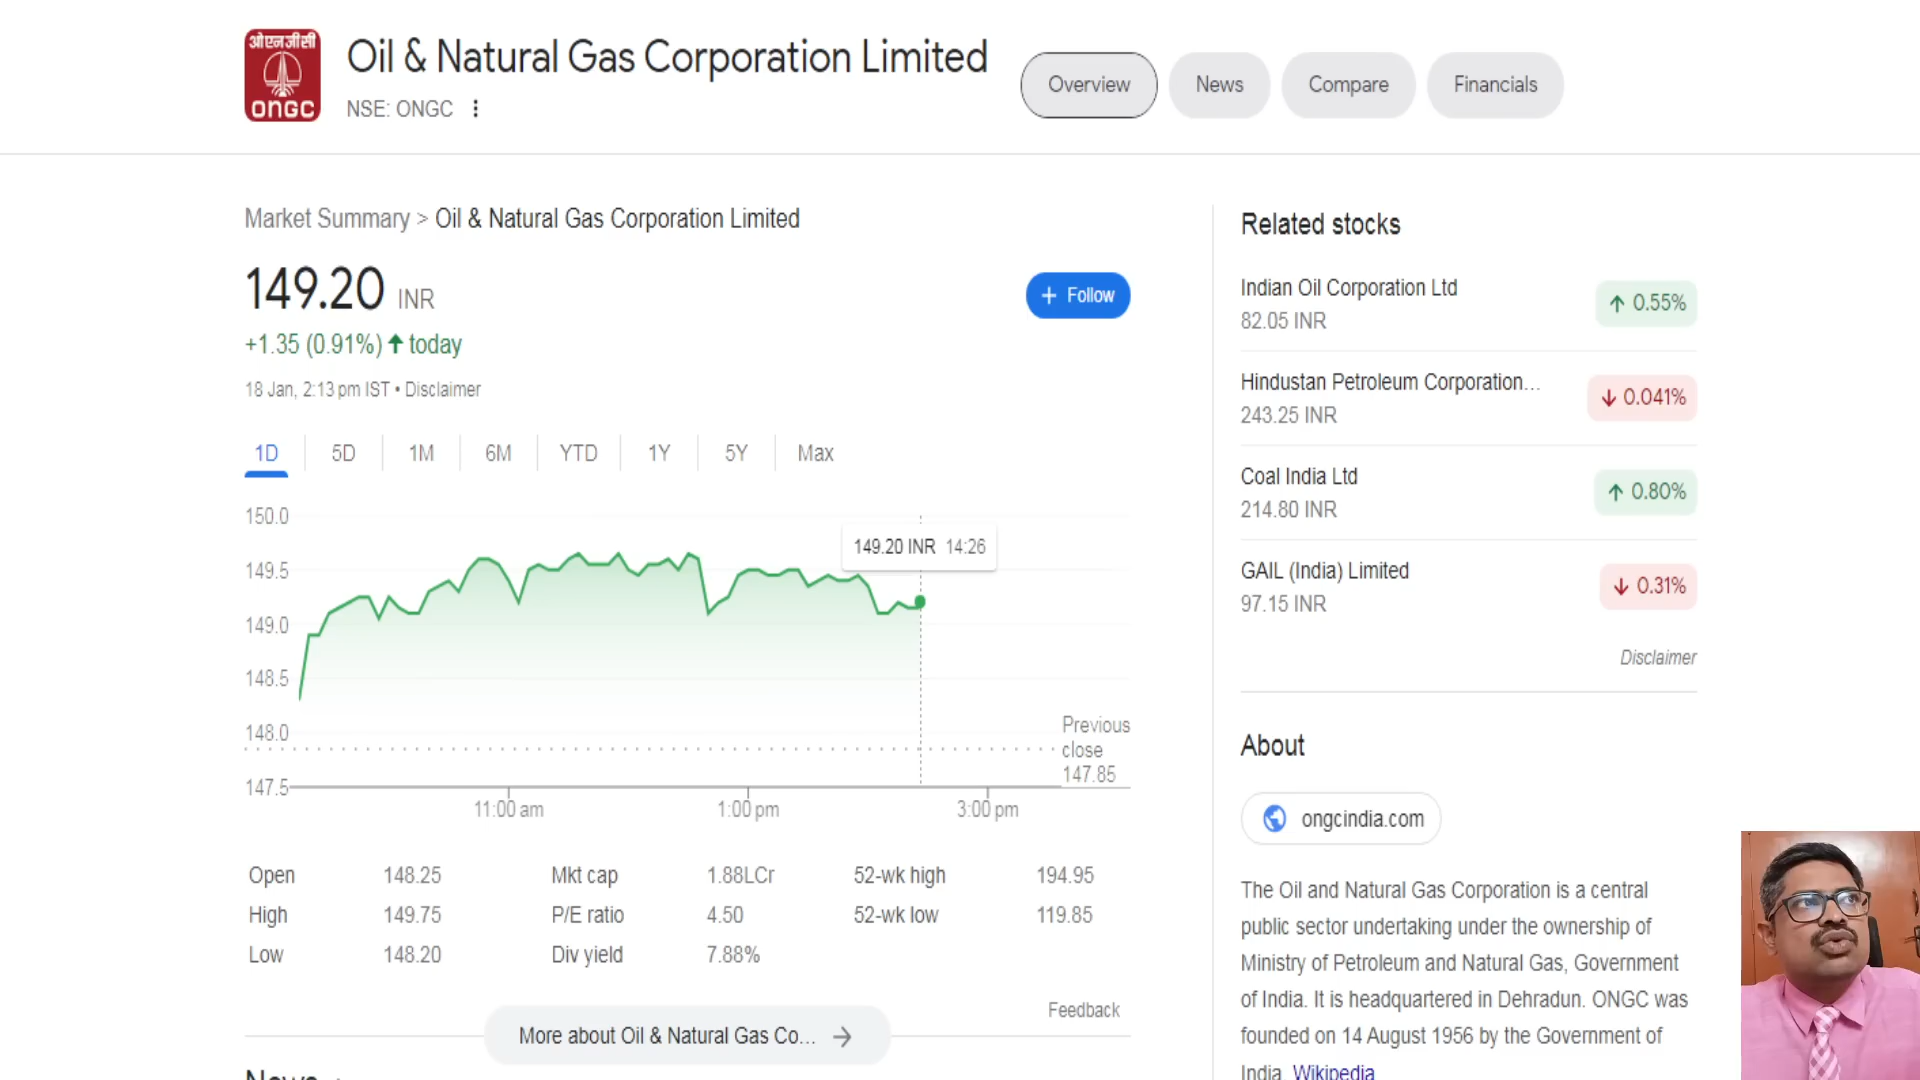 ओएनजीसी
ONGC
Oil & Natural Gas Corporation Limited
NSE: ONGC
Overview
News
Compare
Financials
Market Summary > Oil & Natural Gas Corporation Limited
149.20 INR
+ Follow
+1.35 (0.91%) ↑ today
18 Jan, 2:13 pm IST • Disclaimer
1D 5D 1M 6M YTD 1Y 5Y Max
150.0
149.5
149.0
148.5
148.0
147.5
149.20 INR 14:26
Previous
close
147.85
11:00 am 1:00 pm 3:00 pm
Open 148.25 Mkt cap 1.88LCr 52-wk high 194.95
High 149.75 P/E ratio 4.50 52-wk low 119.85
Low 148.20 Div yield 7.88%
Feedback
More about Oil & Natural Gas Co... →
News
Related stocks
Indian Oil Corporation Ltd
82.05 INR
↑ 0.55%
Hindustan Petroleum Corporation...
243.25 INR
↓ 0.041%
Coal India Ltd
214.80 INR
↑ 0.80%
GAIL (India) Limited
97.15 INR
↓ 0.31%
Disclaimer
About
ongcindia.com
The Oil and Natural Gas Corporation is a central
public sector undertaking under the ownership of
Ministry of Petroleum and Natural Gas, Government
of India. It is headquartered in Dehradun. ONGC was
founded on 14 August 1956 by the Government of
India. Wikipedia